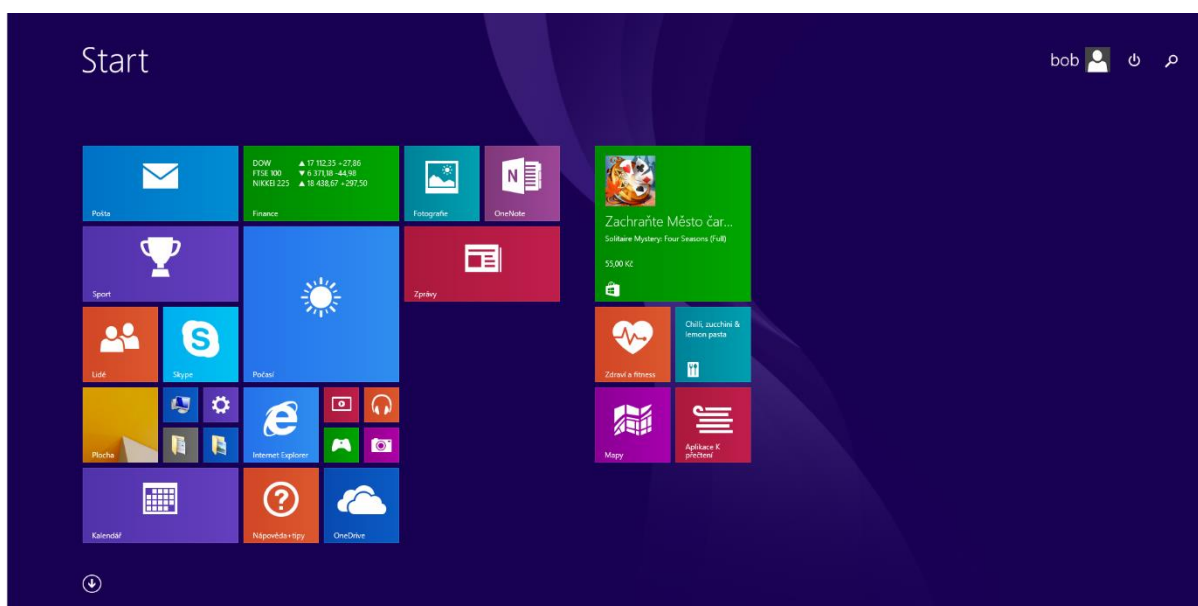 Start
bob
Pošta
DOW ▲ 17 112,35 +27,86
FTSE 100 ▼ 6 371,18 -44,98
NIKKEI 225 ▲ 18 438,67 +297,50
Finance
Fotografie
N
OneNote
Zachraňte Město čar...
Solitaire Mystery: Four Seasons (Full)
55,00 Kč
Sport
Počasí
Zprávy
Lidé
S
Skype
Zdraví a fitness
Chilli, zucchini &
lemon pasta
Plocha
Internet Explorer
Mapy
Aplikace K
přečtení
Kalendář
Nápověda+tipy
OneDrive